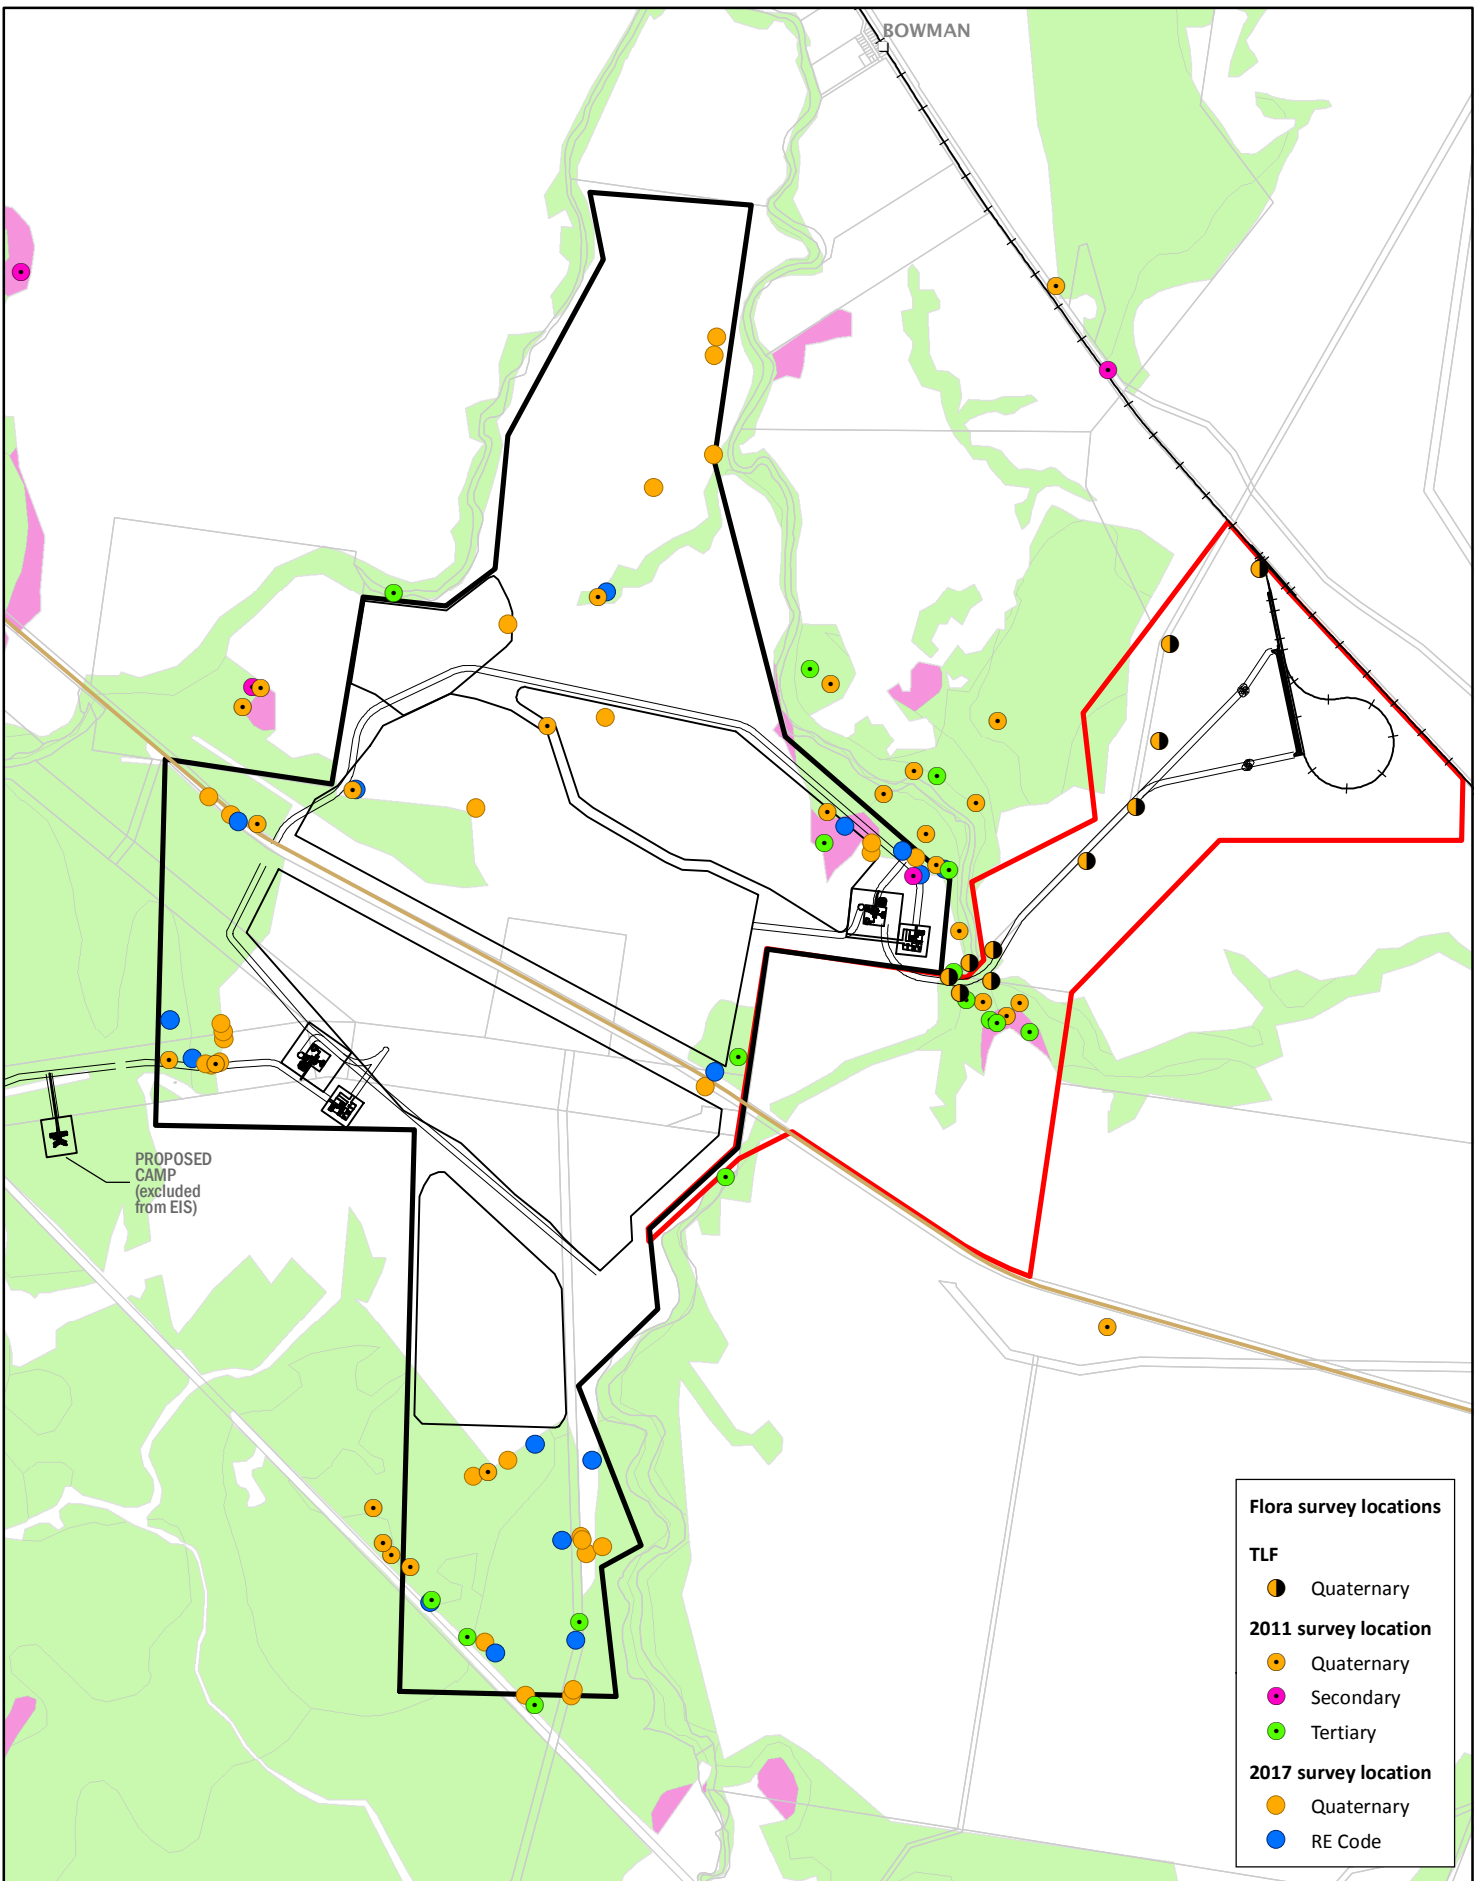 BOWMAN
PROPOSED
CAMP
(excluded
from EIS)
Flora survey locations
TLF
Quaternary
2011 survey location
Quaternary
Secondary
Tertiary
2017 survey location
Quaternary
RE Code